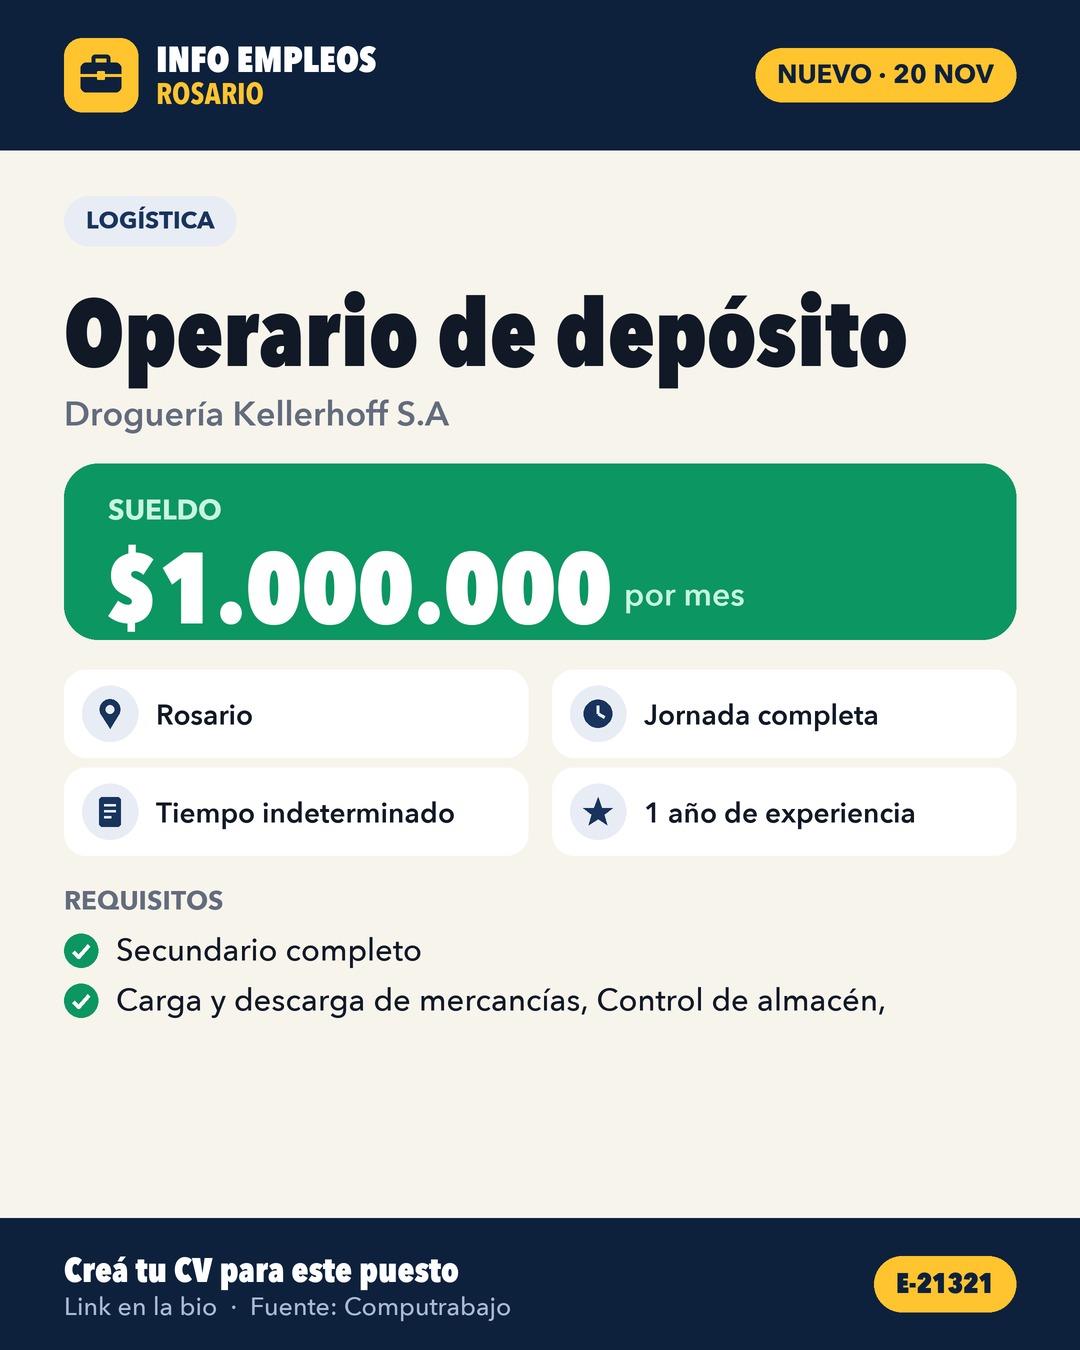 INFO EMPLEOS
ROSARIO
NUEVO · 20 NOV
LOGÍSTICA
Operario de depósito
Droguería Kellerhoff S.A
SUELDO
$1.000.000 por mes
Rosario
Jornada completa
Tiempo indeterminado
1 año de experiencia
REQUISITOS
Secundario completo
Carga y descarga de mercancías, Control de almacén,
Creá tu CV para este puesto
Link en la bio · Fuente: Computrabajo
E-21321